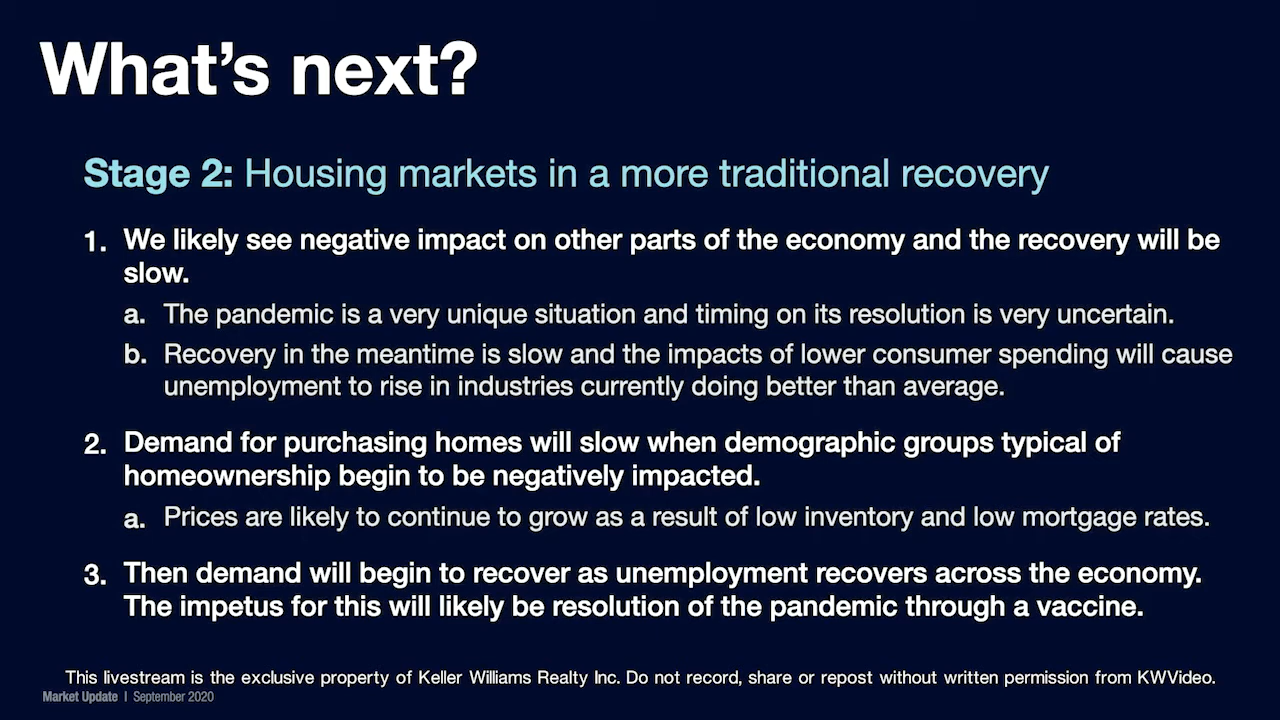 What’s next?
Stage 2: Housing markets in a more traditional recovery
1. We likely see negative impact on other parts of the economy and the recovery will be
slow.
a. The pandemic is a very unique situation and timing on its resolution is very uncertain.
b. Recovery in the meantime is slow and the impacts of lower consumer spending will cause
unemployment to rise in industries currently doing better than average.
2. Demand for purchasing homes will slow when demographic groups typical of
homeownership begin to be negatively impacted.
a. Prices are likely to continue to grow as a result of low inventory and low mortgage rates.
3. Then demand will begin to recover as unemployment recovers across the economy.
The impetus for this will likely be resolution of the pandemic through a vaccine.
This livestream is the exclusive property of Keller Williams Realty Inc. Do not record, share or repost without written permission from KWVideo.
Market Update | September 2020